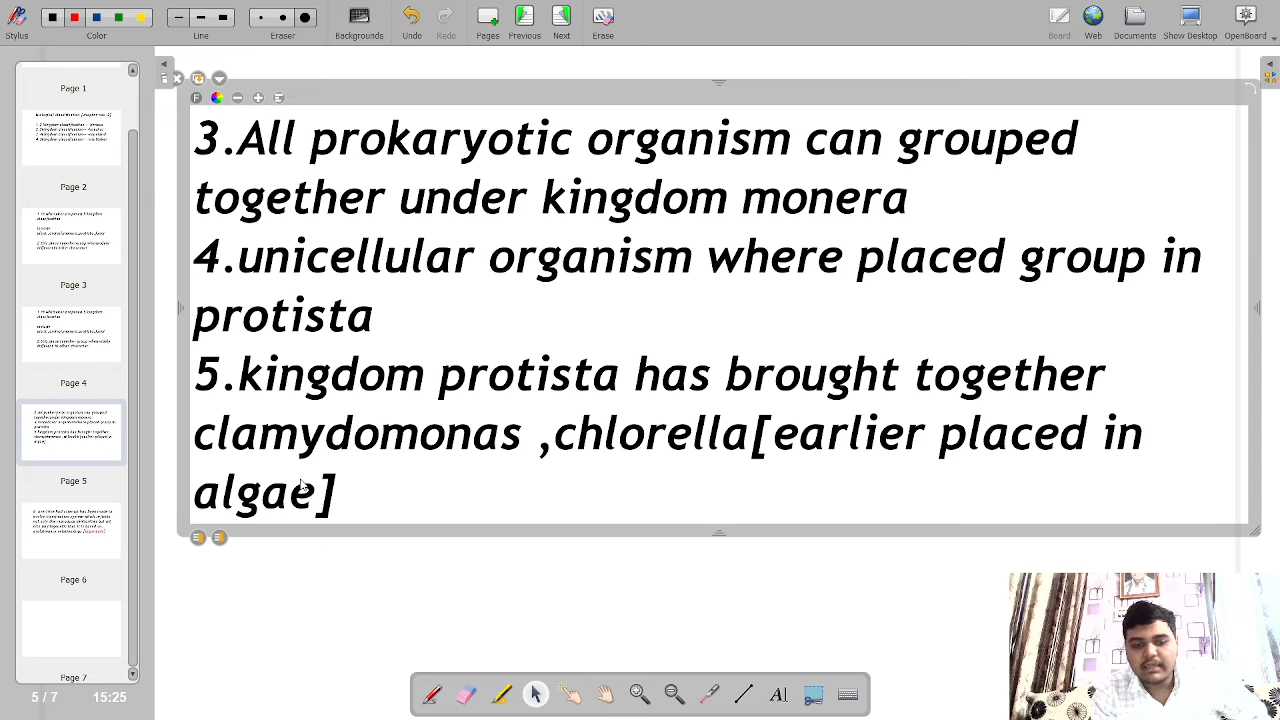 Stylus
Color
Line
Eraser
Backgrounds
Undo
Redo
Pages
Previous
Next
Erase
Board
Web
Documents
Show Desktop
OpenBoard
Page 1
Page 2
Page 3
Page 4
Page 5
Page 6
Page 7
5 / 7
15:25
F
3.All prokaryotic organism can grouped
together under kingdom monera
4.unicellular organism where placed group in
protista
5.kingdom protista has brought together
clamydomonas ,chlorella[earlier placed in
algae]
AI